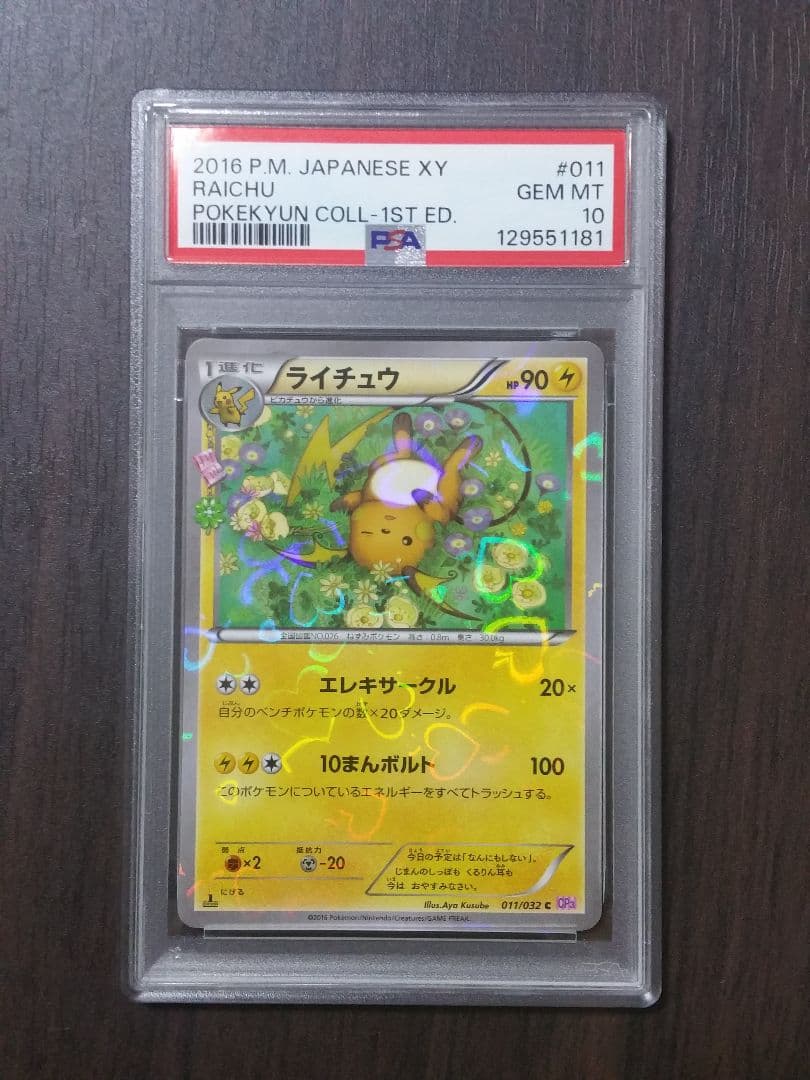 2016 P.M. JAPANESE XY #011
RAICHU GEM MT
POKEKYUN COLL-1ST ED. 10
PSA 129551181
1進化 ライチュウ HP90
ピカチュウから進化
全国図鑑NO.026 ねずみポケモン 高さ:0.8m 重さ:30.0kg
エレキサークル 20×
自分のベンチポケモンの数×20ダメージ。
10まんボルト 100
このポケモンについているエネルギーをすべてトラッシュする。
弱点 抵抗力
×2 -20
にげる
今日の予定は「なんにもしない」。
じまんのしっぽも くるりん耳も
今は おやすみなさい。
Illus.Aya Kusube 011/032 C CP3
©2016 Pokémon/Nintendo/Creatures/GAME FREAK.